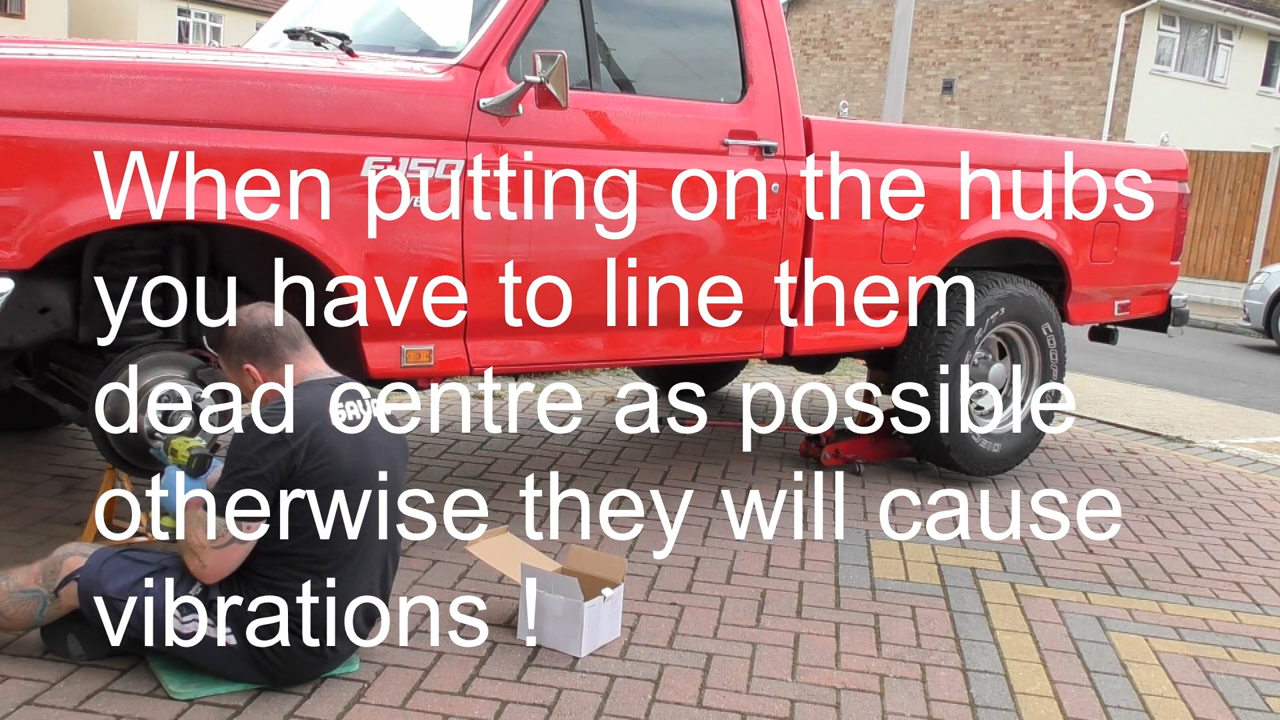 When putting on the hubs
you have to line them
dead centre as possible
otherwise they will cause
vibrations !
F-150